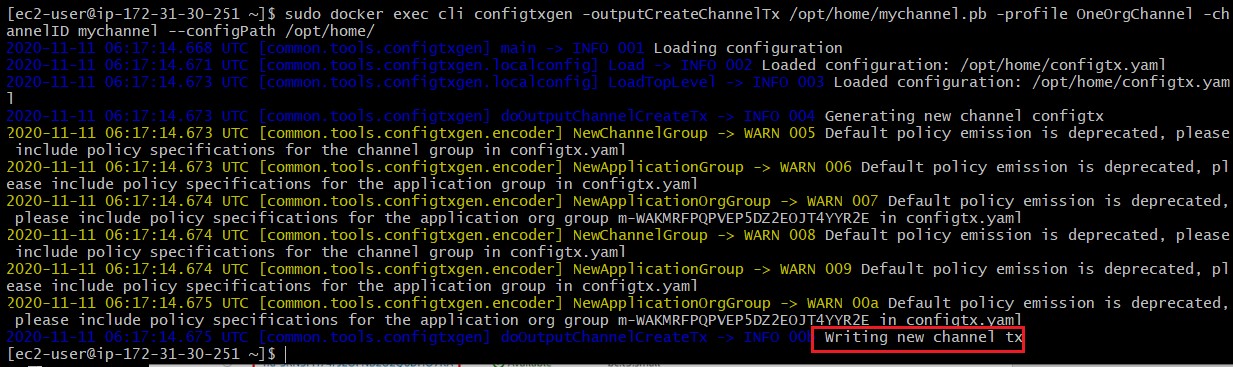 [ec2-user@ip-172-31-30-251 ~]$ sudo docker exec cli configtxgen -outputCreateChannelTx /opt/home/mychannel.pb -profile OneOrgChannel -ch
annelID mychannel --configPath /opt/home/
2020-11-11 06:17:14.668 UTC [common.tools.configtxgen] main -> INFO 001 Loading configuration
2020-11-11 06:17:14.671 UTC [common.tools.configtxgen.localconfig] Load -> INFO 002 Loaded configuration: /opt/home/configtx.yaml
2020-11-11 06:17:14.673 UTC [common.tools.configtxgen.localconfig] LoadTopLevel -> INFO 003 Loaded configuration: /opt/home/configtx.yam
l
2020-11-11 06:17:14.673 UTC [common.tools.configtxgen] doOutputChannelCreateTx -> INFO 004 Generating new channel configtx
2020-11-11 06:17:14.673 UTC [common.tools.configtxgen.encoder] NewChannelGroup -> WARN 005 Default policy emission is deprecated, please
 include policy specifications for the channel group in configtx.yaml
2020-11-11 06:17:14.673 UTC [common.tools.configtxgen.encoder] NewApplicationGroup -> WARN 006 Default policy emission is deprecated, pl
ease include policy specifications for the application group in configtx.yaml
2020-11-11 06:17:14.674 UTC [common.tools.configtxgen.encoder] NewApplicationOrgGroup -> WARN 007 Default policy emission is deprecated,
 please include policy specifications for the application org group m-WAKMRFPQPVEP5DZ2EOJT4YYR2E in configtx.yaml
2020-11-11 06:17:14.674 UTC [common.tools.configtxgen.encoder] NewChannelGroup -> WARN 008 Default policy emission is deprecated, please
 include policy specifications for the channel group in configtx.yaml
2020-11-11 06:17:14.674 UTC [common.tools.configtxgen.encoder] NewApplicationGroup -> WARN 009 Default policy emission is deprecated, pl
ease include policy specifications for the application group in configtx.yaml
2020-11-11 06:17:14.675 UTC [common.tools.configtxgen.encoder] NewApplicationOrgGroup -> WARN 00a Default policy emission is deprecated,
 please include policy specifications for the application org group m-WAKMRFPQPVEP5DZ2EOJT4YYR2E in configtx.yaml
2020-11-11 06:17:14.675 UTC [common.tools.configtxgen] doOutputChannelCreateTx -> INFO Writing new channel tx
[ec2-user@ip-172-31-30-251 ~]$